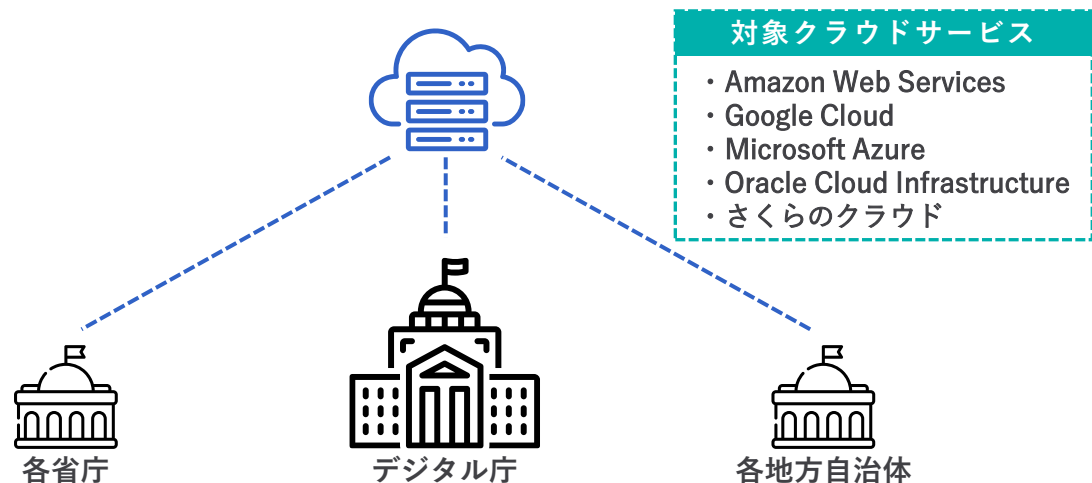 対象クラウドサービス
・Amazon Web Services
・Google Cloud
・Microsoft Azure
・Oracle Cloud Infrastructure
・さくらのクラウド
各省庁
デジタル庁
各地方自治体